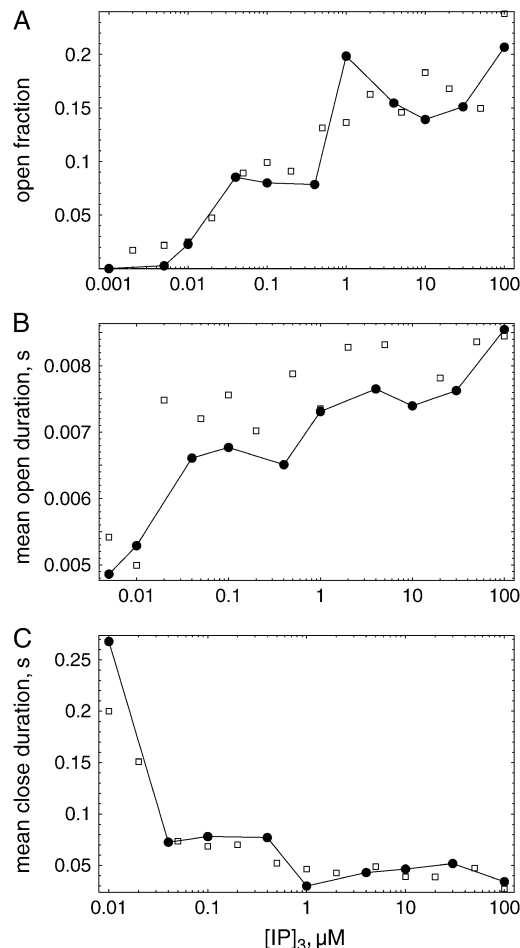 A
open fraction
0.2
0.15
0.1
0.05
0.001 0.01 0.1 1 10 100
B
mean open duration, s
0.008
0.007
0.006
0.005
0.01 0.1 1 10 100
C
mean close duration, s
0.25
0.2
0.15
0.1
0.05
0.01 0.1 1 10 100
[IP]₃, μM